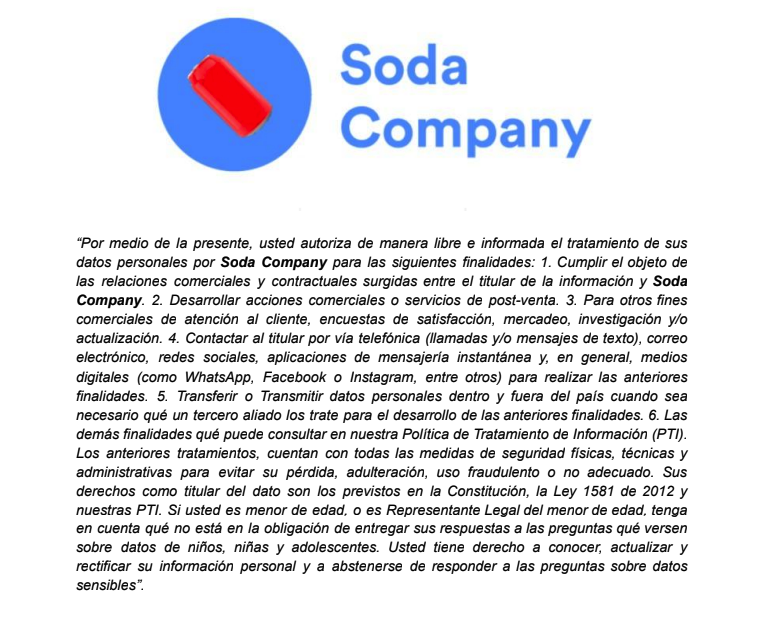 Soda
Company
“Por medio de la presente, usted autoriza de manera libre e informada el tratamiento de sus
datos personales por Soda Company para las siguientes finalidades: 1. Cumplir el objeto de
las relaciones comerciales y contractuales surgidas entre el titular de la información y Soda
Company. 2. Desarrollar acciones comerciales o servicios de post-venta. 3. Para otros fines
comerciales de atención al cliente, encuestas de satisfacción, mercadeo, investigación y/o
actualización. 4. Contactar al titular por vía telefónica (llamadas y/o mensajes de texto), correo
electrónico, redes sociales, aplicaciones de mensajería instantánea y, en general, medios
digitales (como WhatsApp, Facebook o Instagram, entre otros) para realizar las anteriores
finalidades. 5. Transferir o Transmitir datos personales dentro y fuera del país cuando sea
necesario qué un tercero aliado los trate para el desarrollo de las anteriores finalidades. 6. Las
demás finalidades qué puede consultar en nuestra Política de Tratamiento de Información (PTI).
Los anteriores tratamientos, cuentan con todas las medidas de seguridad físicas, técnicas y
administrativas para evitar su pérdida, adulteración, uso fraudulento o no adecuado. Sus
derechos como titular del dato son los previstos en la Constitución, la Ley 1581 de 2012 y
nuestras PTI. Si usted es menor de edad, o es Representante Legal del menor de edad, tenga
en cuenta qué no está en la obligación de entregar sus respuestas a las preguntas qué versen
sobre datos de niños, niñas y adolescentes. Usted tiene derecho a conocer, actualizar y
rectificar su información personal y a abstenerse de responder a las preguntas sobre datos
sensibles”.